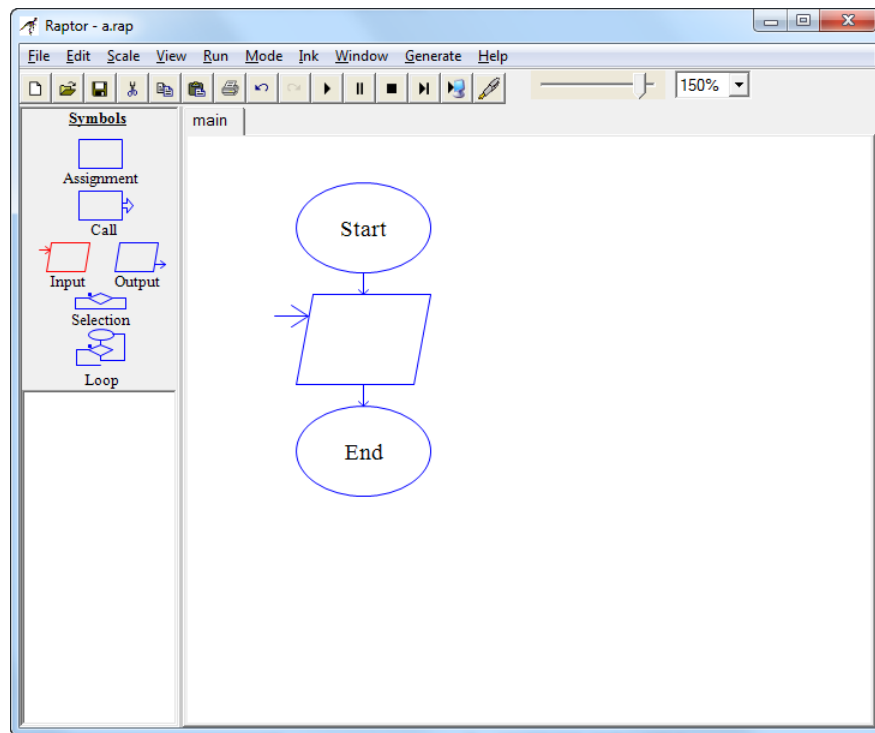 Raptor - a.rap
File Edit Scale View Run Mode Ink Window Generate Help
150%
Symbols
main
Assignment
Call
Input Output
Selection
Loop
Start
End